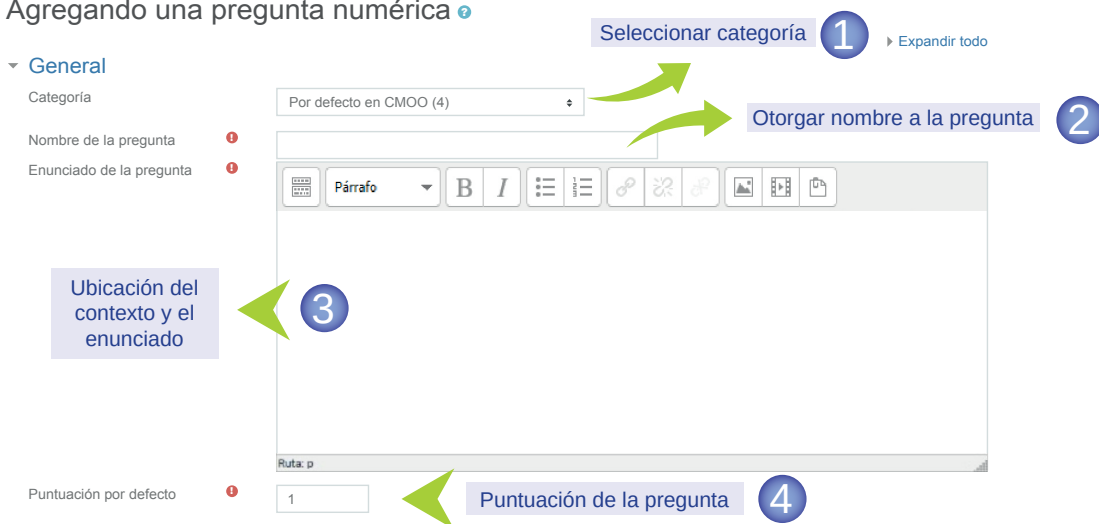 Agregando una pregunta numérica
Seleccionar categoría 1
Expandir todo
General
Categoría
Por defecto en CMOO (4)
Otorgar nombre a la pregunta 2
Nombre de la pregunta
Enunciado de la pregunta
Párrafo B I
Ubicación del
contexto y el
enunciado
3
Ruta: p
Puntuación por defecto
1
Puntuación de la pregunta 4